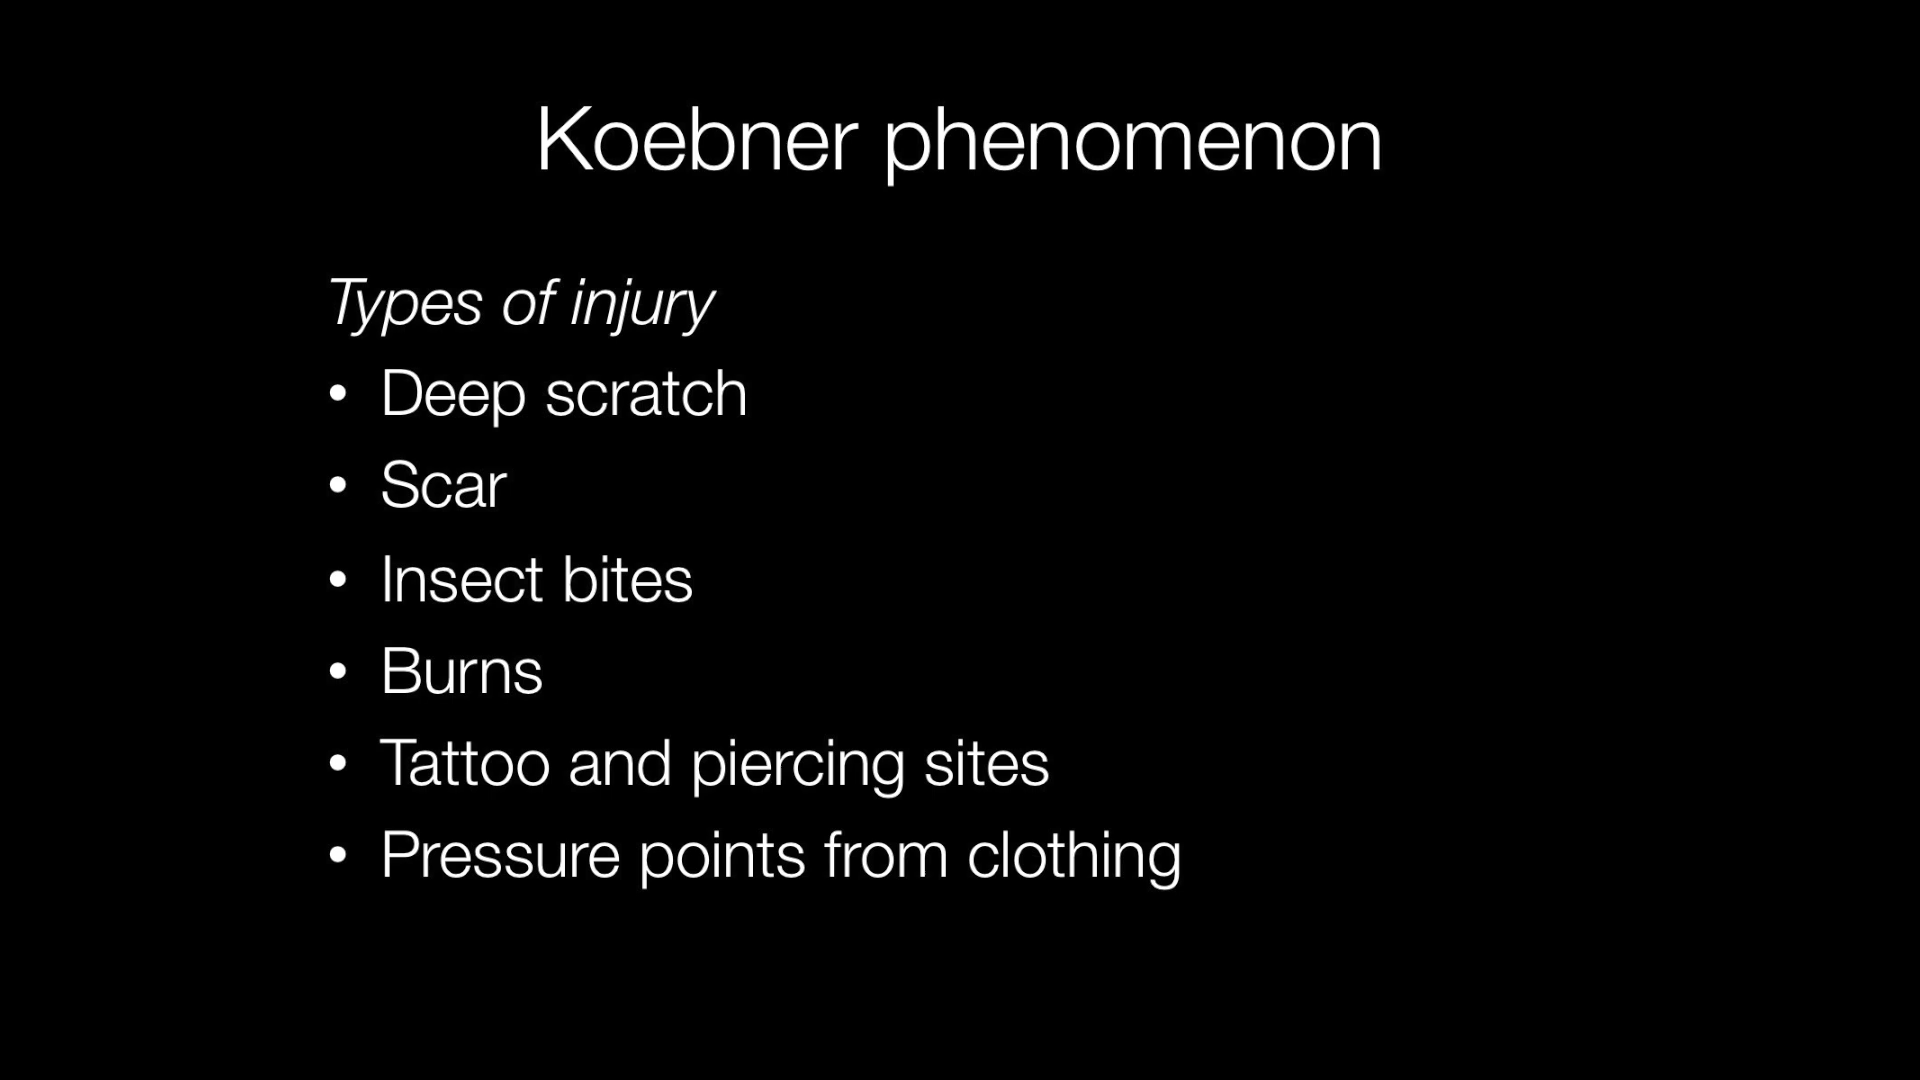 Koebner phenomenon
Types of injury
• Deep scratch
• Scar
• Insect bites
• Burns
• Tattoo and piercing sites
• Pressure points from clothing